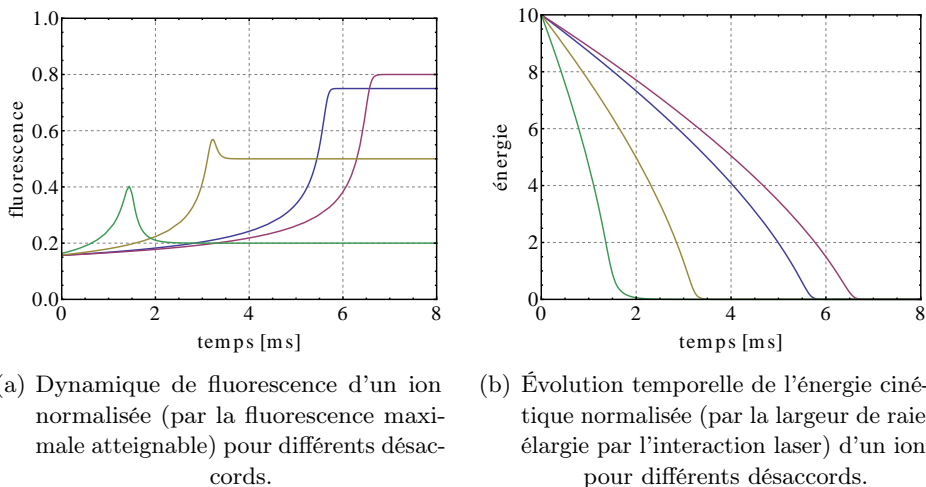 1.0
0.8
0.6
0.4
0.2
0.0
fluorescence
0 2 4 6 8
temps [ms]
10
8
6
4
2
0
énergie
0 2 4 6 8
temps [ms]
a) Dynamique de fluorescence d'un ion
normalisée (par la fluorescence maxi-
male atteignable) pour différents désac-
cords.
(b) Évolution temporelle de l'énergie ciné-
tique normalisée (par la largeur de raie
élargie par l'interaction laser) d'un ion
pour différents désaccords.